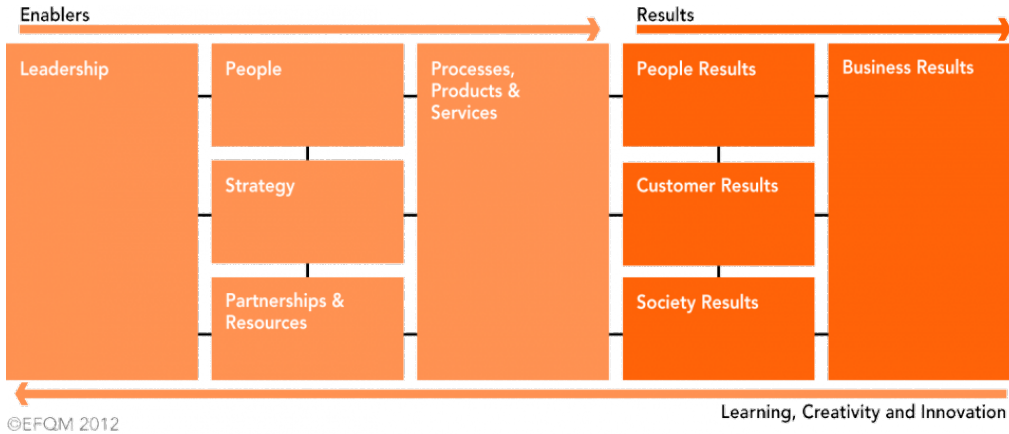 Enablers
Results
Leadership
People
Processes,
Products &
Services
People Results
Business Results
Strategy
Customer Results
Partnerships &
Resources
Society Results
Learning, Creativity and Innovation
©EFQM 2012